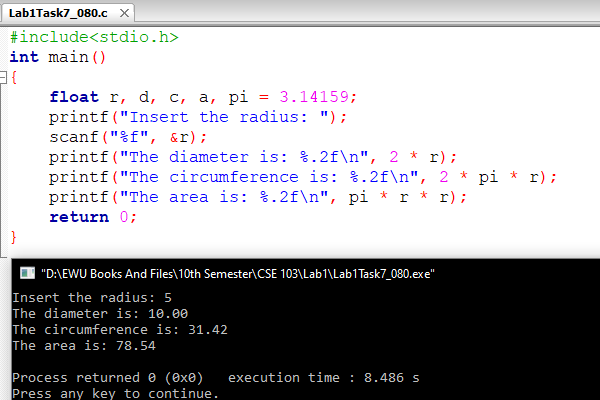 Lab1Task7_080.c
#include<stdio.h>
int main()
{
    float r, d, c, a, pi = 3.14159;
    printf("Insert the radius: ");
    scanf("%f", &r);
    printf("The diameter is: %.2f\n", 2 * r);
    printf("The circumference is: %.2f\n", 2 * pi * r);
    printf("The area is: %.2f\n", pi * r * r);
    return 0;
}
"D:\EWU Books And Files\10th Semester\CSE 103\Lab1\Lab1Task7_080.exe"
Insert the radius: 5
The diameter is: 10.00
The circumference is: 31.42
The area is: 78.54
Process returned 0 (0x0)   execution time : 8.486 s
Press any key to continue.